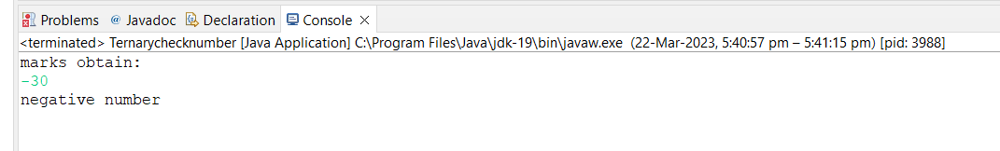 Problems @ Javadoc Declaration Console
<terminated> Ternarychecknumber [Java Application] C:\Program Files\Java\jdk-19\bin\javaw.exe (22-Mar-2023, 5:40:57 pm – 5:41:15 pm) [pid: 3988]
marks obtain:
-30
negative number